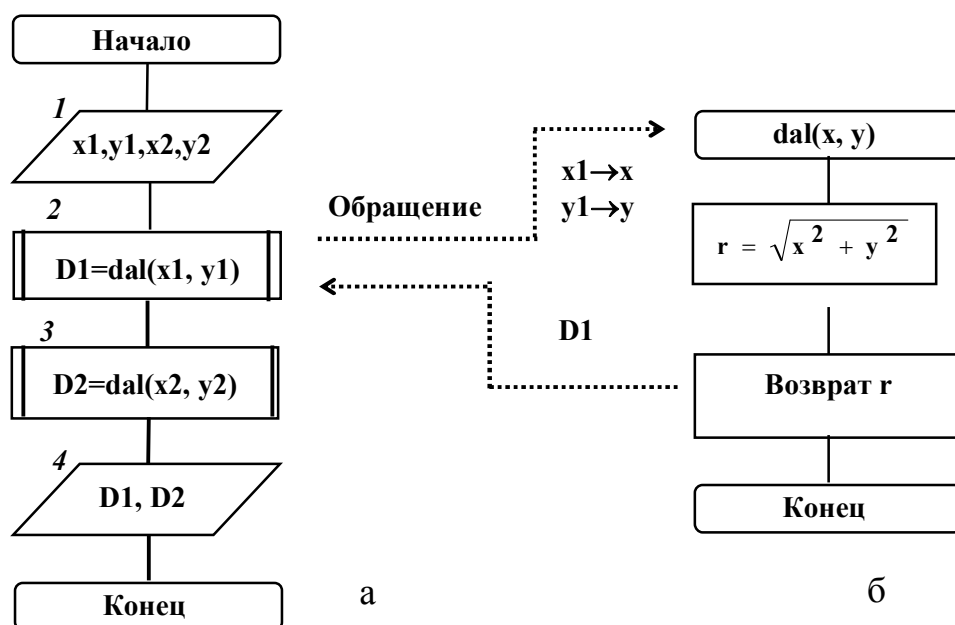 Начало
1
x1,y1,x2,y2
2
D1=dal(x1, y1)
3
D2=dal(x2, y2)
4
D1, D2
Конец
а
Обращение
x1→x
y1→y
D1
dal(x, y)
r = √x² + y²
Возврат r
Конец
б